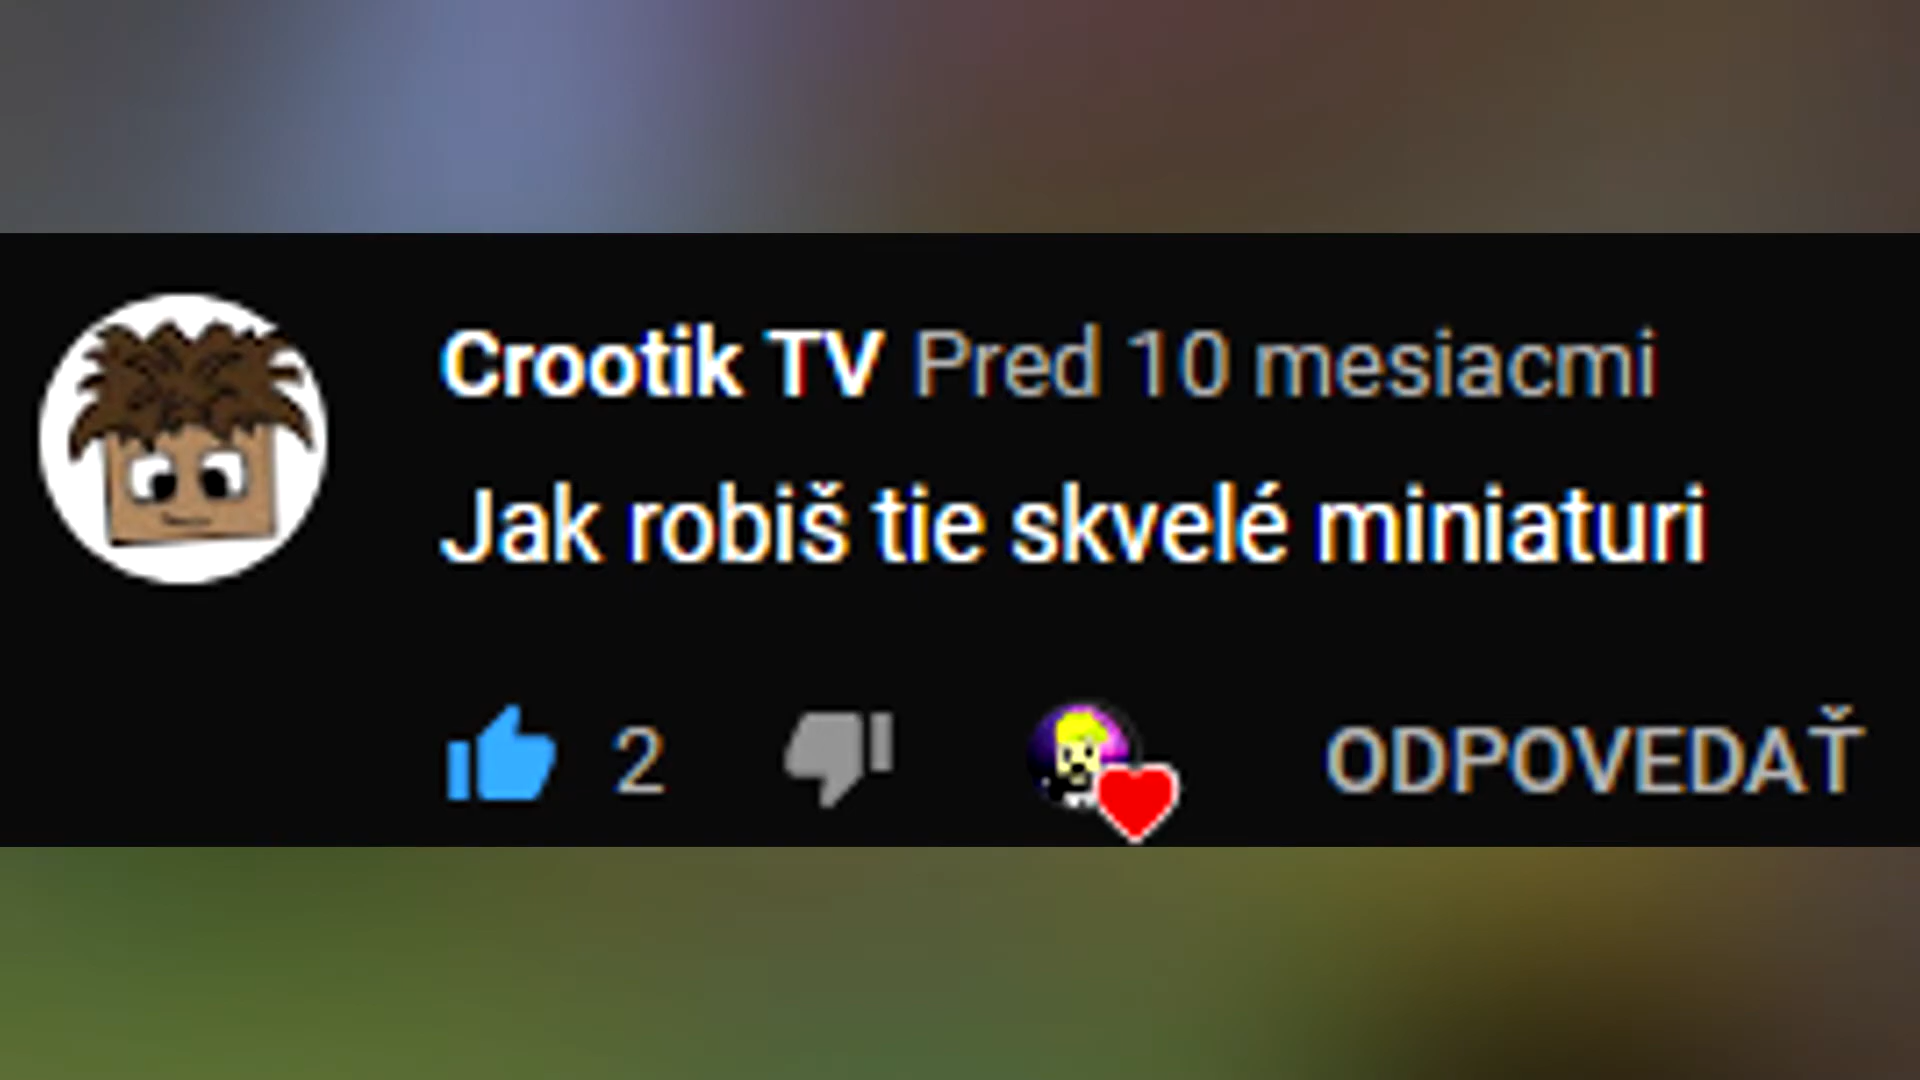 Crootik TV Pred 10 mesiacmi
Jak robiš tie skvelé miniaturi
2 ODPOVEDAŤ